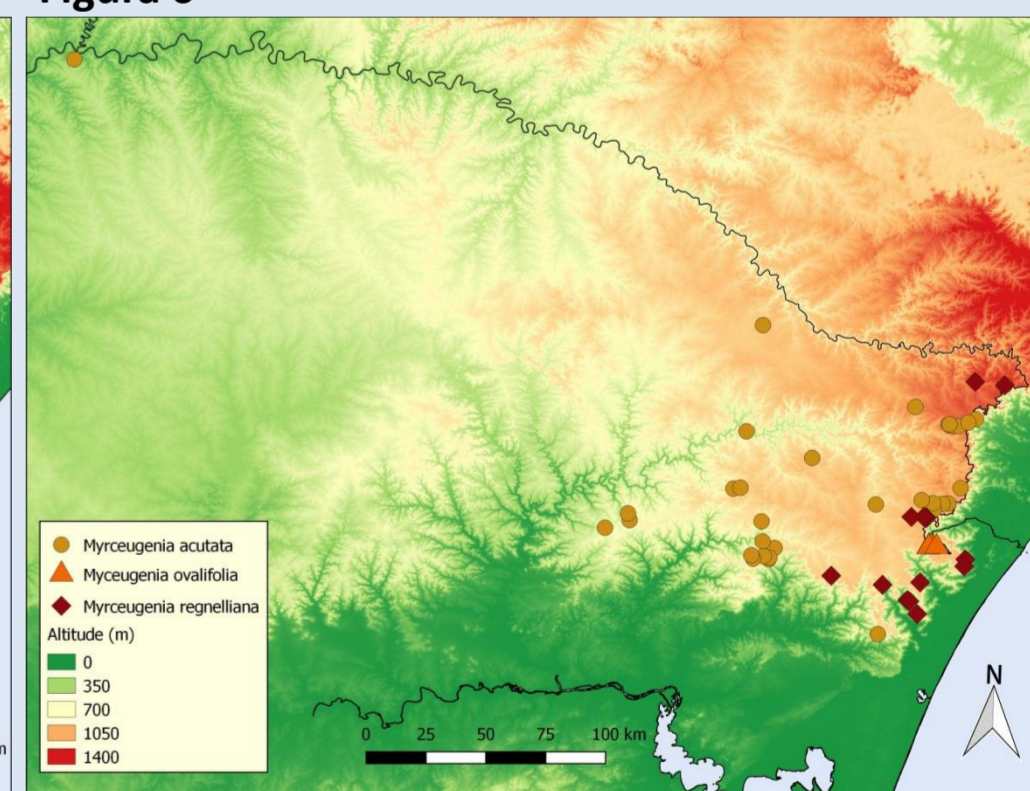 Myrceugenia acutata
Myceugenia ovalifolia
Myrceugenia regnelliana
Altitude (m)
0
350
700
1050
1400
0 25 50 75 100 km
N
m